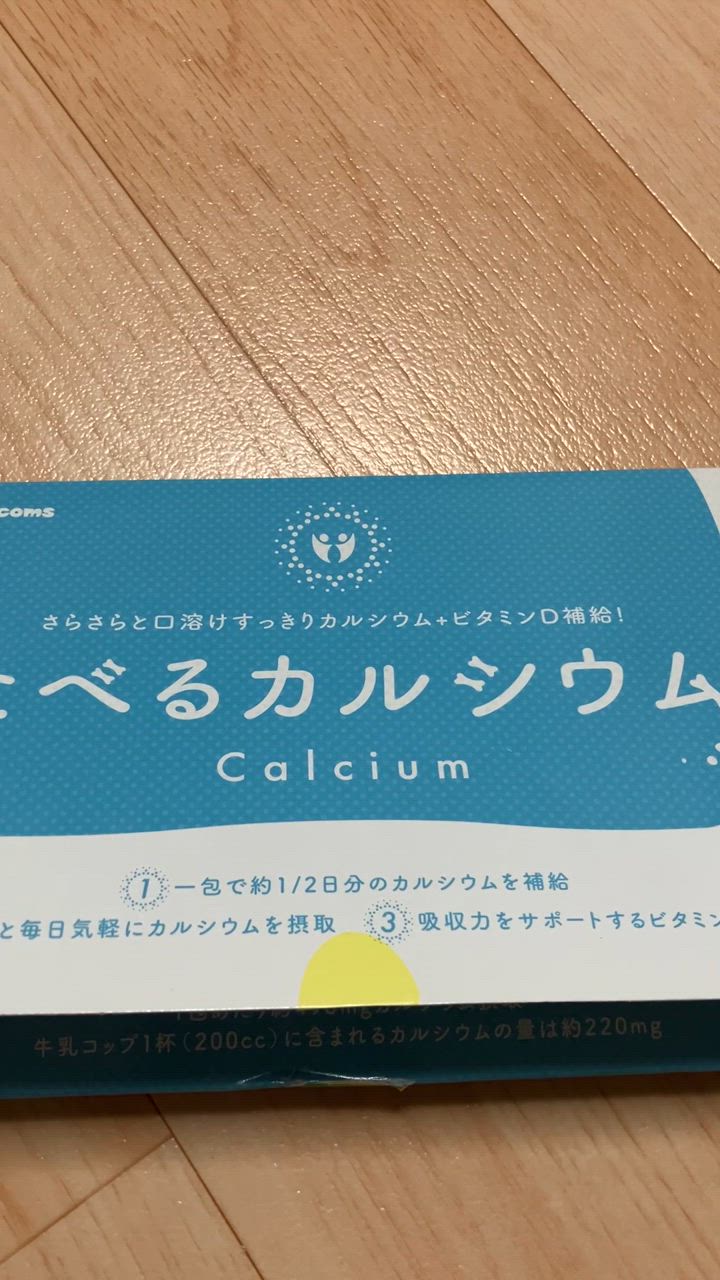 coms
さらさらと口溶けすっきりカルシウム+ビタミンD補給!
べるカルシウム
Calcium
1 一包で約1/2日分のカルシウムを補給
と毎日気軽にカルシウムを摂取 3 吸収力をサポートするビタミン
牛乳コップ1杯(200cc)に含まれるカルシウムの量は約220mg